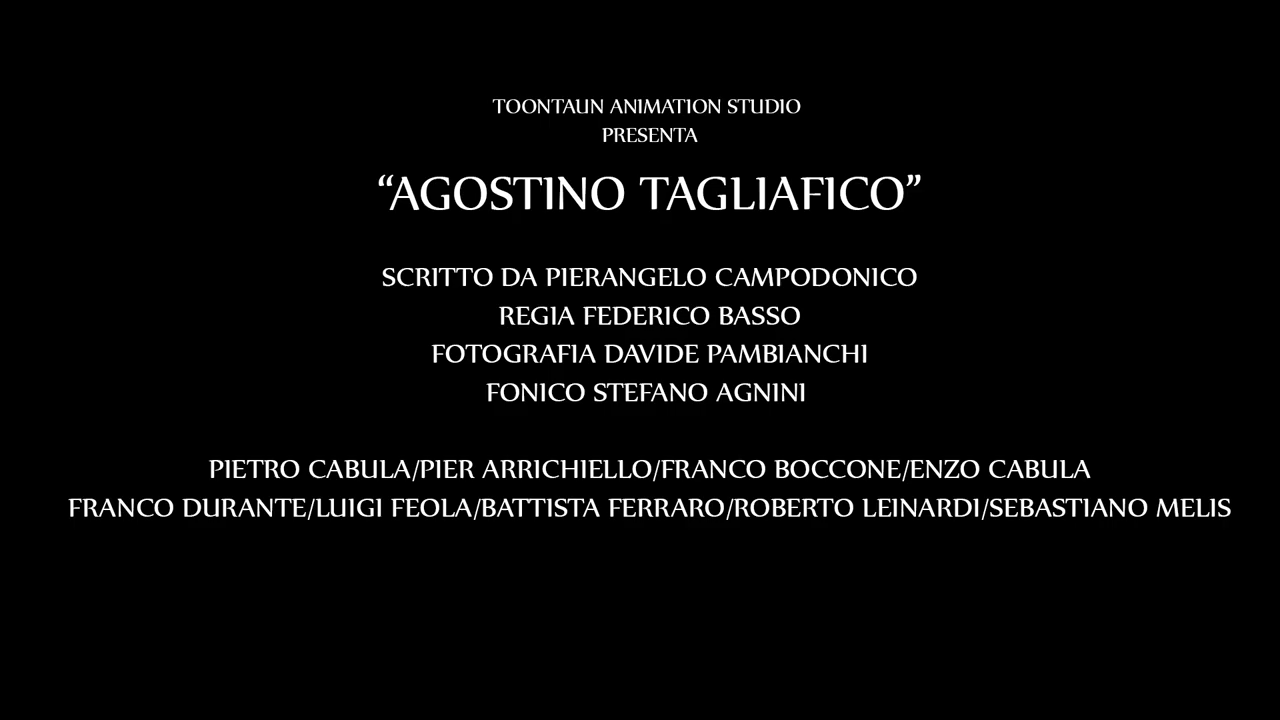 TOONTAUN ANIMATION STUDIO
PRESENTA
“AGOSTINO TAGLIAFICO”
SCRITTO DA PIERANGELO CAMPODONICO
REGIA FEDERICO BASSO
FOTOGRAFIA DAVIDE PAMBIANCHI
FONICO STEFANO AGNINI
PIETRO CABULA/PIER ARRICHIELLO/FRANCO BOCCONE/ENZO CABULA
FRANCO DURANTE/LUIGI FEOLA/BATTISTA FERRARO/ROBERTO LEINARDI/SEBASTIANO MELIS